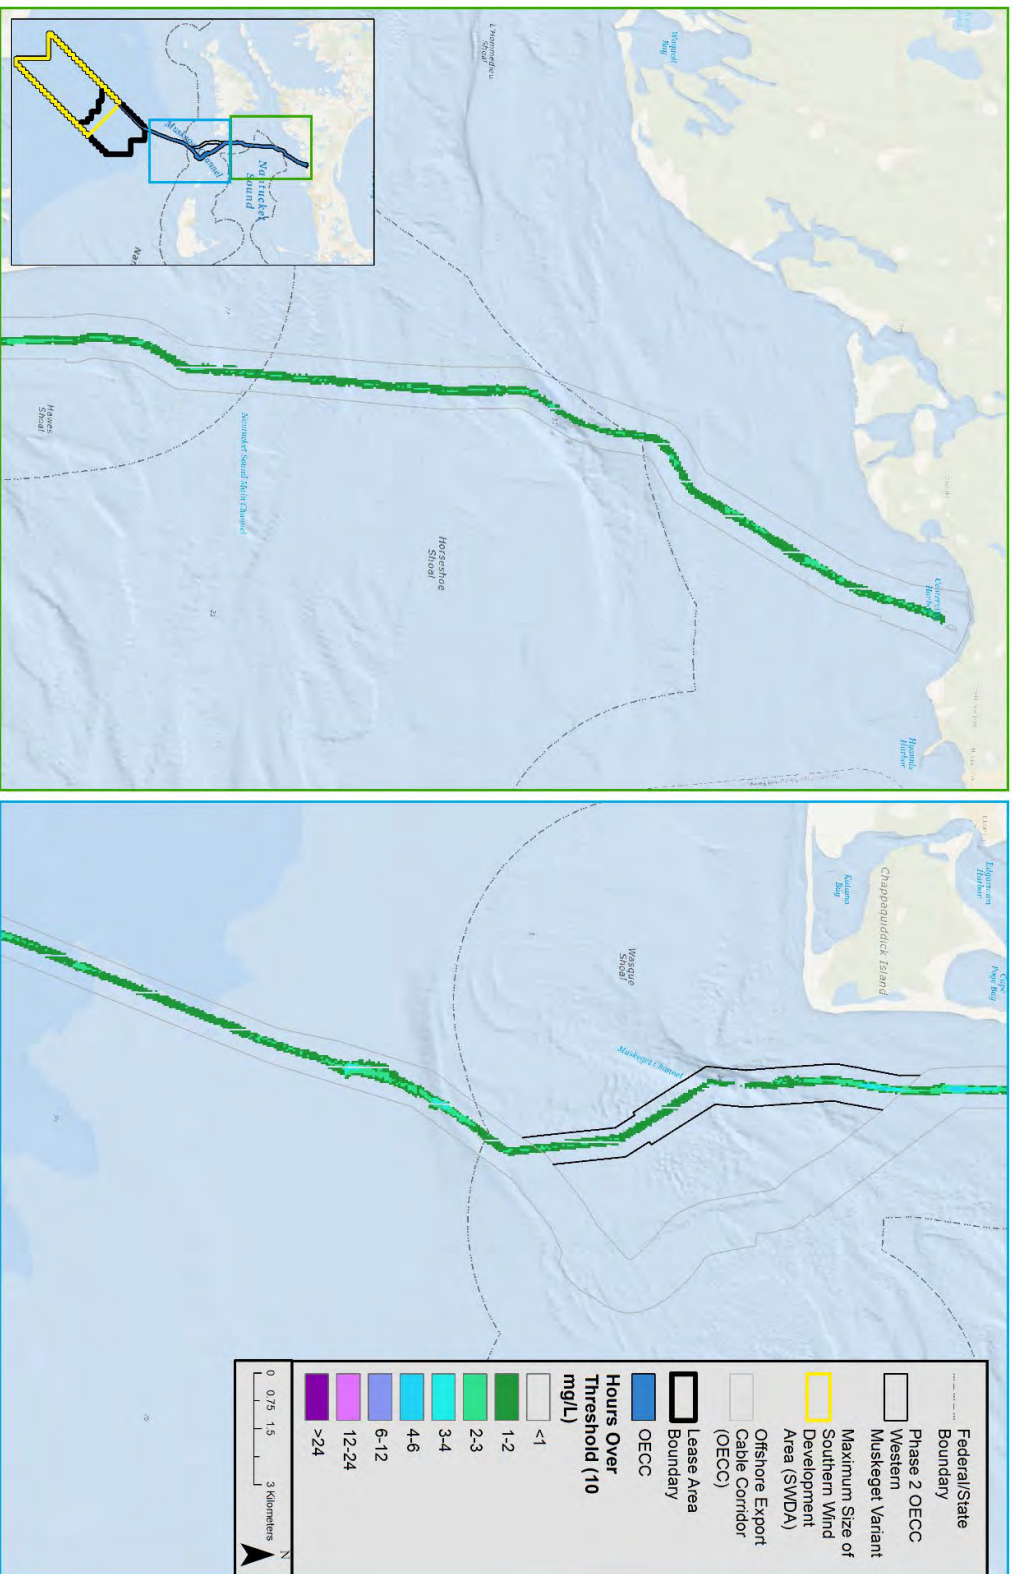 L'Hommedieu
Shoal
Waquoit
Bay
Muskeget Channel
Nantucket
Sound
Nan
Hawes
Shoal
Nantucket Sound Main Channel
Horseshoe
Shoal
Hyannis
Harbor
Edgartown
Harbor
Cape
Poge Bay
Katama
Bay
Chappaquiddick Island
Wasque
Shoal
Muskeget Channel
Federal/State
Boundary
Phase 2 OECC
Western
Muskeget Variant
Maximum Size of
Southern Wind
Development
Area (SWDA)
Offshore Export
Cable Corridor
(OECC)
Lease Area
Boundary
OECC
Hours Over
Threshold (10
mg/L)
<1
1-2
2-3
3-4
4-6
6-12
12-24
>24
0 0.75 1.5 3 Kilometers
N